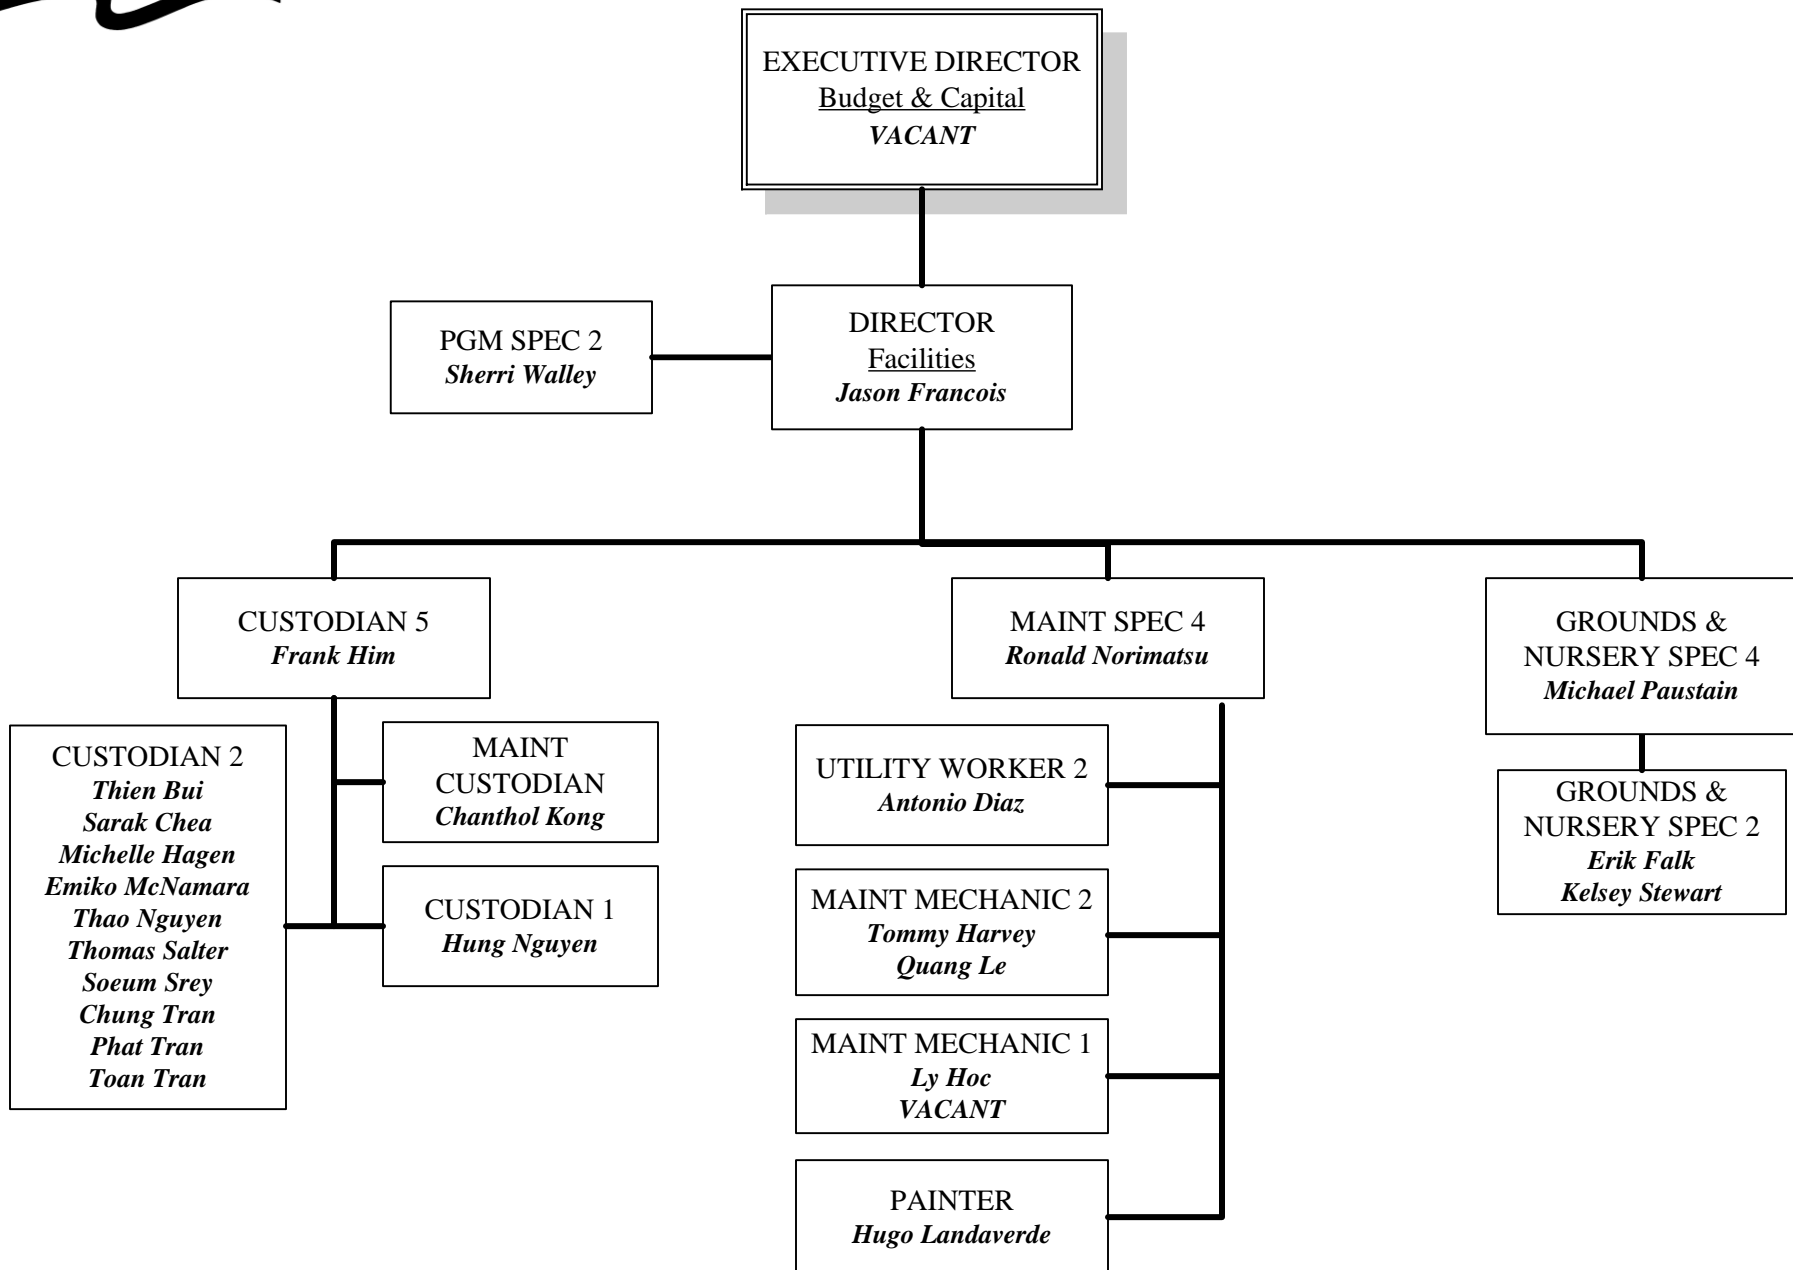 EXECUTIVE DIRECTOR
Budget & Capital
VACANT
PGM SPEC 2
Sherri Walley
DIRECTOR
Facilities
Jason Francois
CUSTODIAN 5
Frank Him
MAINT SPEC 4
Ronald Norimatsu
GROUNDS &
NURSERY SPEC 4
Michael Paustain
CUSTODIAN 2
Thien Bui
Sarak Chea
Michelle Hagen
Emiko McNamara
Thao Nguyen
Thomas Salter
Soeum Srey
Chung Tran
Phat Tran
Toan Tran
MAINT
CUSTODIAN
Chanthol Kong
CUSTODIAN 1
Hung Nguyen
UTILITY WORKER 2
Antonio Diaz
MAINT MECHANIC 2
Tommy Harvey
Quang Le
MAINT MECHANIC 1
Ly Hoc
VACANT
PAINTER
Hugo Landaverde
GROUNDS &
NURSERY SPEC 2
Erik Falk
Kelsey Stewart